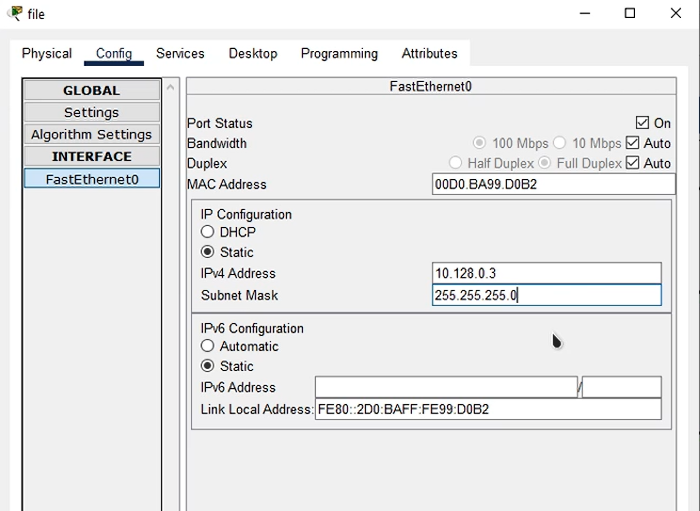 file
Physical Config Services Desktop Programming Attributes
GLOBAL
Settings
Algorithm Settings
INTERFACE
FastEthernet0
FastEthernet0
Port Status On
Bandwidth 100 Mbps 10 Mbps Auto
Duplex Half Duplex Full Duplex Auto
MAC Address 00D0.BA99.D0B2
IP Configuration
DHCP
Static
IPv4 Address 10.128.0.3
Subnet Mask 255.255.255.0
IPv6 Configuration
Automatic
Static
IPv6 Address /
Link Local Address: FE80::2D0:BAFF:FE99:D0B2